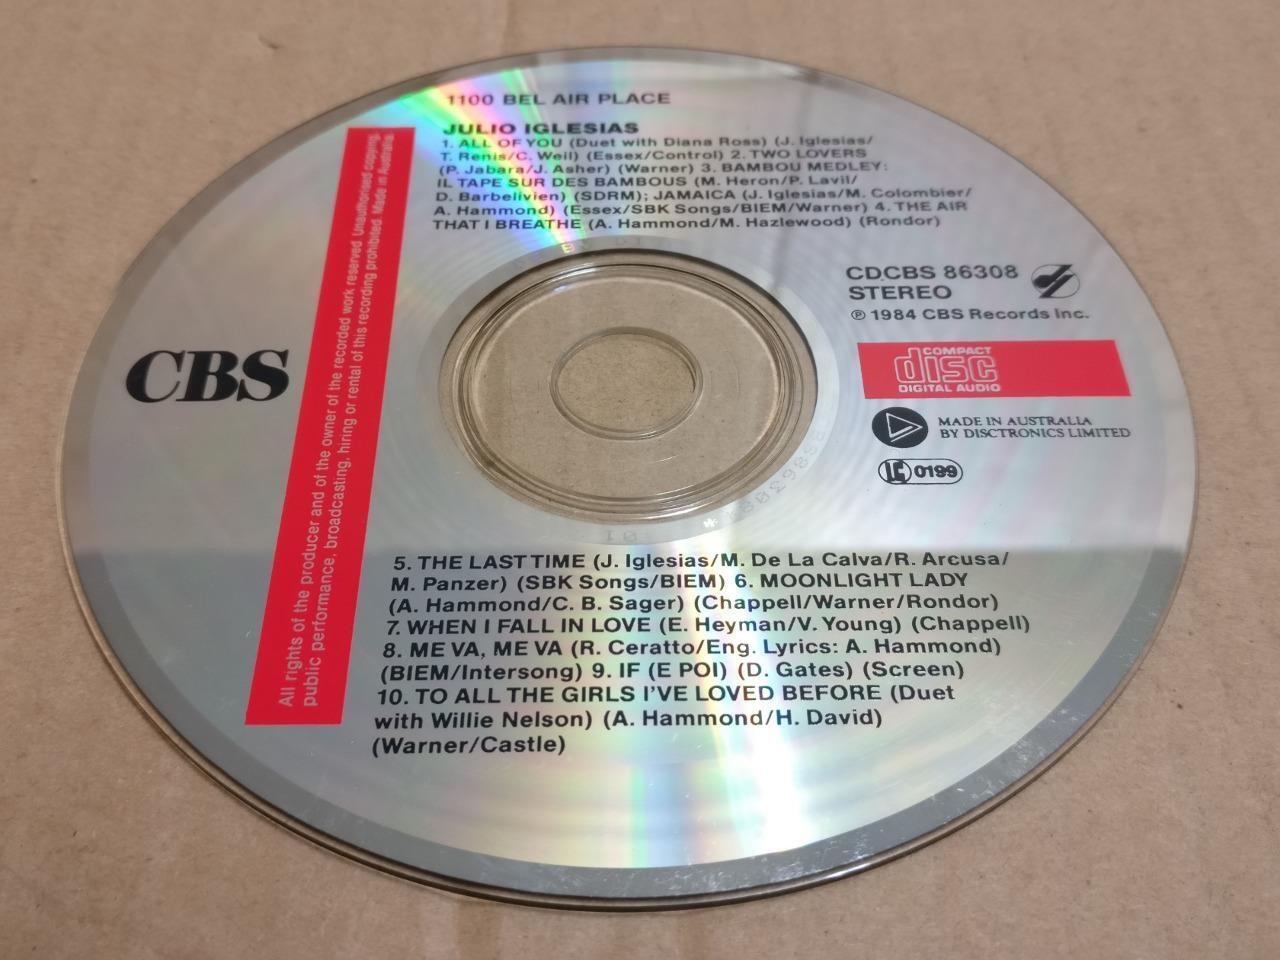 1100 BEL AIR PLACE
JULIO IGLESIAS
1. ALL OF YOU (Duet with Diana Ross) (J. Iglesias/
T. Renis/C. Weil) (Essex/Control) 2. TWO LOVERS
(P. Jabara/J. Asher) (Warner) 3. BAMBOU MEDLEY:
IL TAPE SUR DES BAMBOUS (M. Heron/P. Lavil/
D. Barbelivien) (SDRM); JAMAICA (J. Iglesias/M. Colombier/
A. Hammond) (Essex/SBK Songs/BIEM/Warner) 4. THE AIR
THAT I BREATHE (A. Hammond/M. Hazlewood) (Rondor)
CDCBS 86308
STEREO
℗ 1984 CBS Records Inc.
COMPACT
disc
DIGITAL AUDIO
MADE IN AUSTRALIA
BY DISCTRONICS LIMITED
LC 0199
CBS
All rights of the producer and of the owner of the recorded work reserved. Unauthorised copying,
public performance, broadcasting, hiring or rental of this recording prohibited. Made in Australia.
5. THE LAST TIME (J. Iglesias/M. De La Calva/R. Arcusa/
M. Panzer) (SBK Songs/BIEM) 6. MOONLIGHT LADY
(A. Hammond/C. B. Sager) (Chappell/Warner/Rondor)
7. WHEN I FALL IN LOVE (E. Heyman/V. Young) (Chappell)
8. ME VA, ME VA (R. Ceratto/Eng. Lyrics: A. Hammond)
(BIEM/Intersong) 9. IF (E POI) (D. Gates) (Screen)
10. TO ALL THE GIRLS I'VE LOVED BEFORE (Duet
with Willie Nelson) (A. Hammond/H. David)
(Warner/Castle)